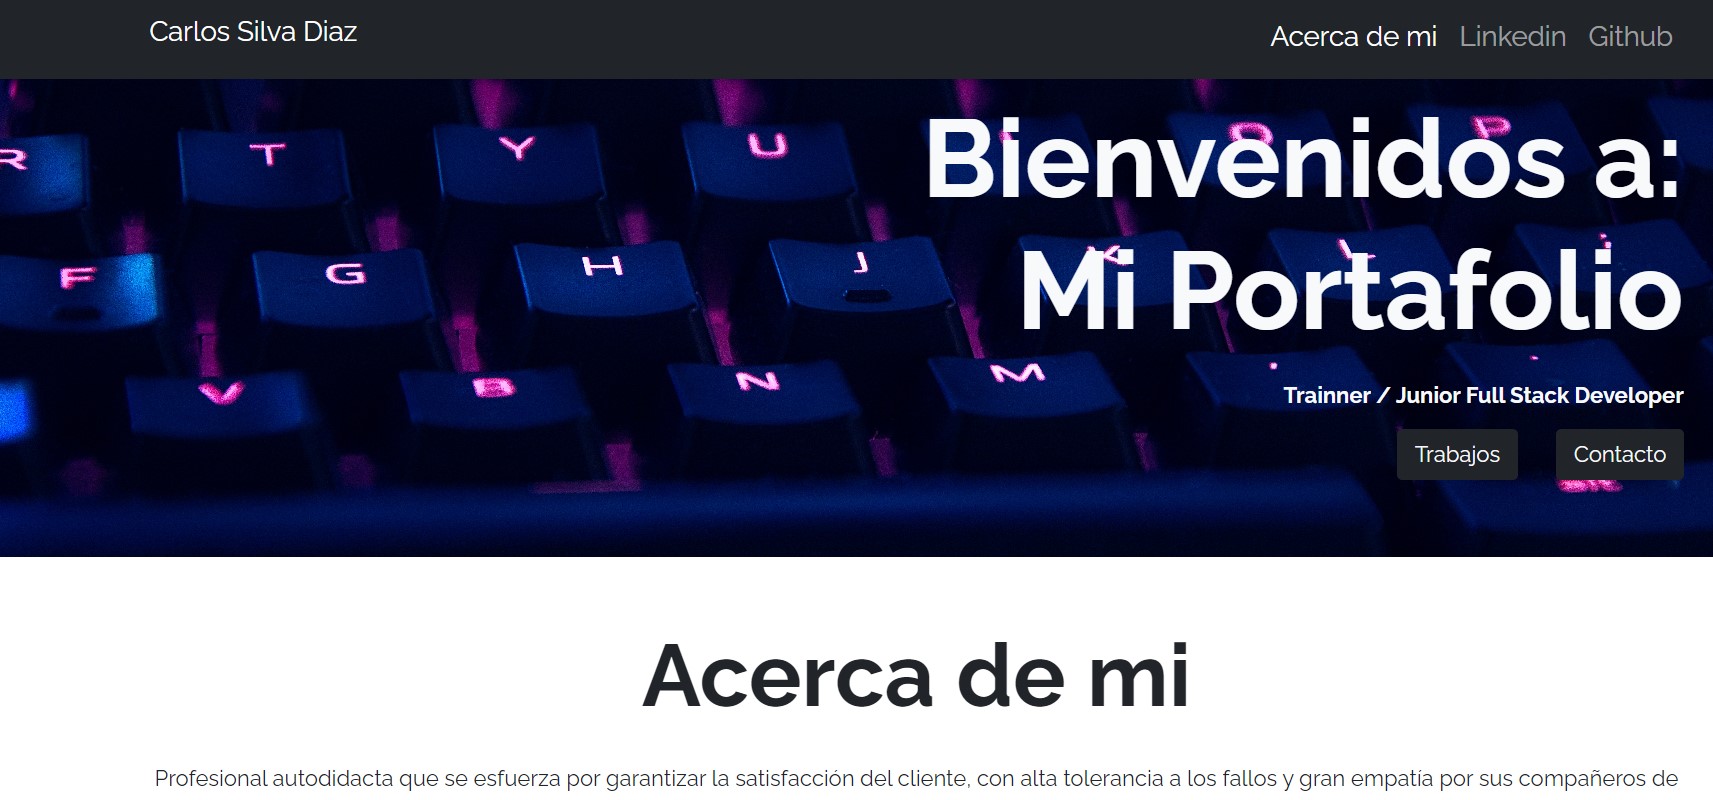 Carlos Silva Diaz
Acerca de mi Linkedin Github
R T Y U O P
Bienvenidos a:
F G H J K L
Mi Portafolio
V B N M
Trainner / Junior Full Stack Developer
Trabajos Contacto
Acerca de mi
Profesional autodidacta que se esfuerza por garantizar la satisfacción del cliente, con alta tolerancia a los fallos y gran empatía por sus compañeros de